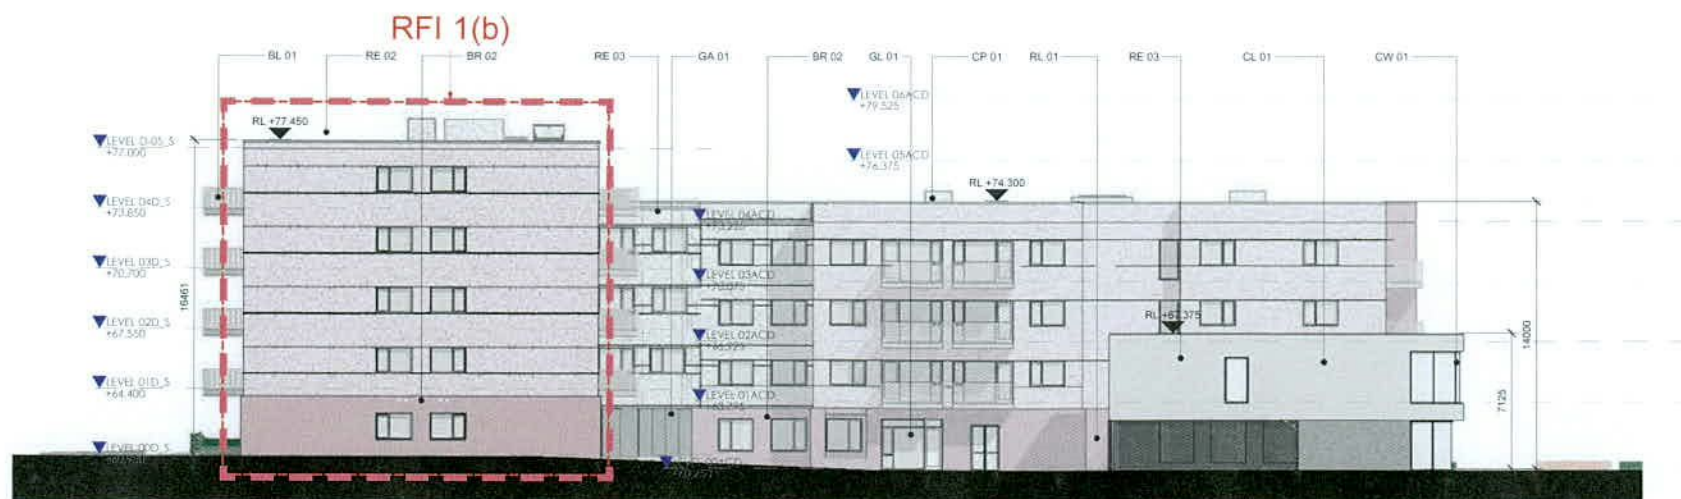 RFI 1(b)
BL 01
RE 02
BR 02
RE 03
GA 01
BR 02
GL 01
CP 01
RL 01
RE 03
CL 01
CW 01
LEVEL 06ACD
+79.525
RL +77.450
LEVEL D-05_S
+77.000
LEVEL 05ACD
+76.375
RL +74.300
LEVEL 04D_S
+73.850
LEVEL 04ACD
LEVEL 03D_S
+70.700
LEVEL 03ACD
16461
LEVEL 02D_S
+67.550
RL +67.375
LEVEL 02ACD
14000
LEVEL 01D_S
+64.400
LEVEL 01ACD
7125
LEVEL 00D_S